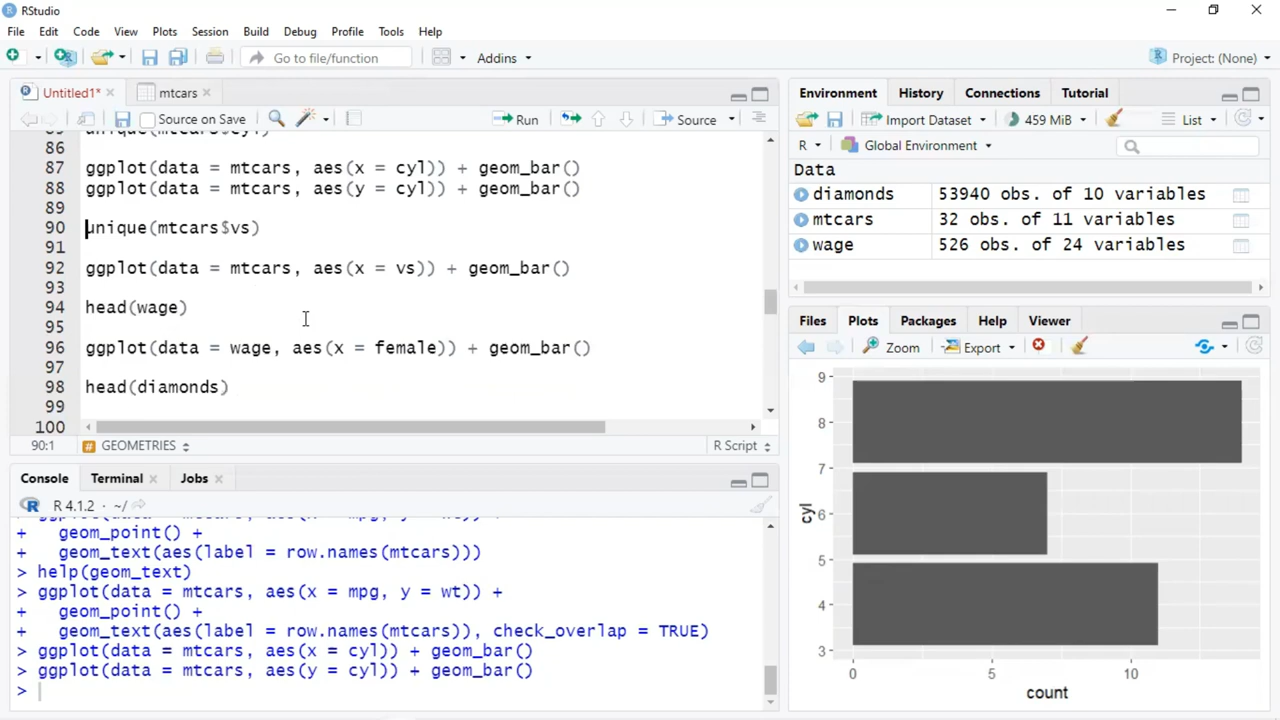 RStudio
File Edit Code View Plots Session Build Debug Profile Tools Help
Go to file/function Addins Project: (None)
Untitled1* mtcars
Source on Save Run Source
86
87 ggplot(data = mtcars, aes(x = cyl)) + geom_bar()
88 ggplot(data = mtcars, aes(y = cyl)) + geom_bar()
89
90 unique(mtcars$vs)
91
92 ggplot(data = mtcars, aes(x = vs)) + geom_bar()
93
94 head(wage)
95
96 ggplot(data = wage, aes(x = female)) + geom_bar()
97
98 head(diamonds)
99
100
90:1 # GEOMETRIES R Script
Console Terminal Jobs
R R 4.1.2 · ~/
+ geom_point() +
+ geom_text(aes(label = row.names(mtcars)))
> help(geom_text)
> ggplot(data = mtcars, aes(x = mpg, y = wt)) +
+ geom_point() +
+ geom_text(aes(label = row.names(mtcars)), check_overlap = TRUE)
> ggplot(data = mtcars, aes(x = cyl)) + geom_bar()
> ggplot(data = mtcars, aes(y = cyl)) + geom_bar()
>
Environment History Connections Tutorial
Import Dataset 459 MiB List
R Global Environment
Data
diamonds 53940 obs. of 10 variables
mtcars 32 obs. of 11 variables
wage 526 obs. of 24 variables
Files Plots Packages Help Viewer
Zoom Export
9
8
7
6
5
4
3
cyl
0 5 10
count